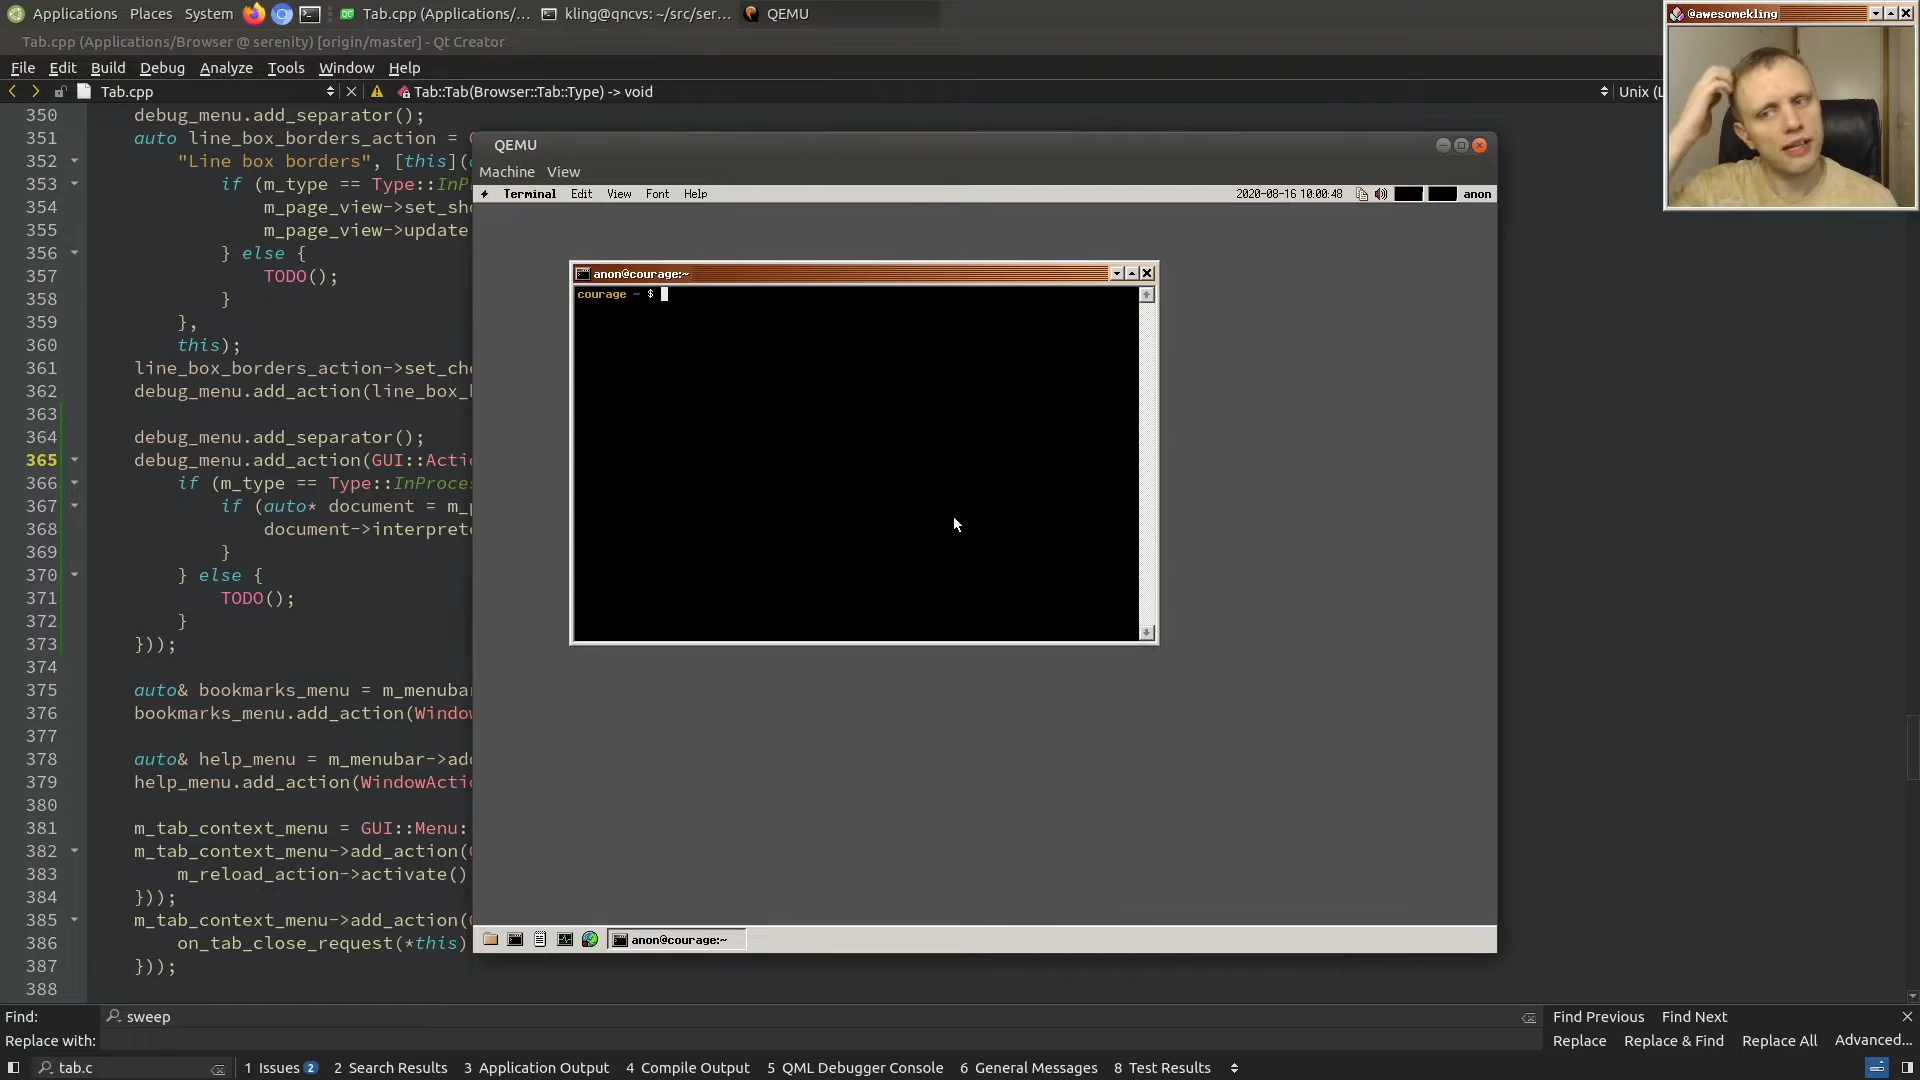 Applications Places System Tab.cpp (Applications/... kling@qncvs: ~/src/ser... QEMU
@awesomekling
Tab.cpp (Applications/Browser @ serenity) [origin/master] - Qt Creator
File Edit Build Debug Analyze Tools Window Help
Tab.cpp Tab::Tab(Browser::Tab::Type) -> void Unix (L
350 debug_menu.add_separator();
351 auto line_box_borders_action =
352 "Line box borders", [this](
353 if (m_type == Type::InP
354 m_page_view->set_sh
355 m_page_view->update
356 } else {
357 TODO();
358 }
359 },
360 this);
361 line_box_borders_action->set_che
362 debug_menu.add_action(line_box_
363
364 debug_menu.add_separator();
365 debug_menu.add_action(GUI::Acti
366 if (m_type == Type::InProce
367 if (auto* document = m_p
368 document->interprete
369 }
370 } else {
371 TODO();
372 }
373 }));
374
375 auto& bookmarks_menu = m_menuba
376 bookmarks_menu.add_action(Window
377
378 auto& help_menu = m_menubar->add
379 help_menu.add_action(WindowActi
380
381 m_tab_context_menu = GUI::Menu:
382 m_tab_context_menu->add_action(
383 m_reload_action->activate()
384 }));
385 m_tab_context_menu->add_action(
386 on_tab_close_request(*this)
387 }));
388
QEMU
Machine View
Terminal Edit View Font Help 2020-08-16 10:00:48 anon
anon@courage:~
courage ~ $
anon@courage:~
Find: sweep Find Previous Find Next
Replace with: Replace Replace & Find Replace All Advanced...
tab.c 1 Issues 2 2 Search Results 3 Application Output 4 Compile Output 5 QML Debugger Console 6 General Messages 8 Test Results